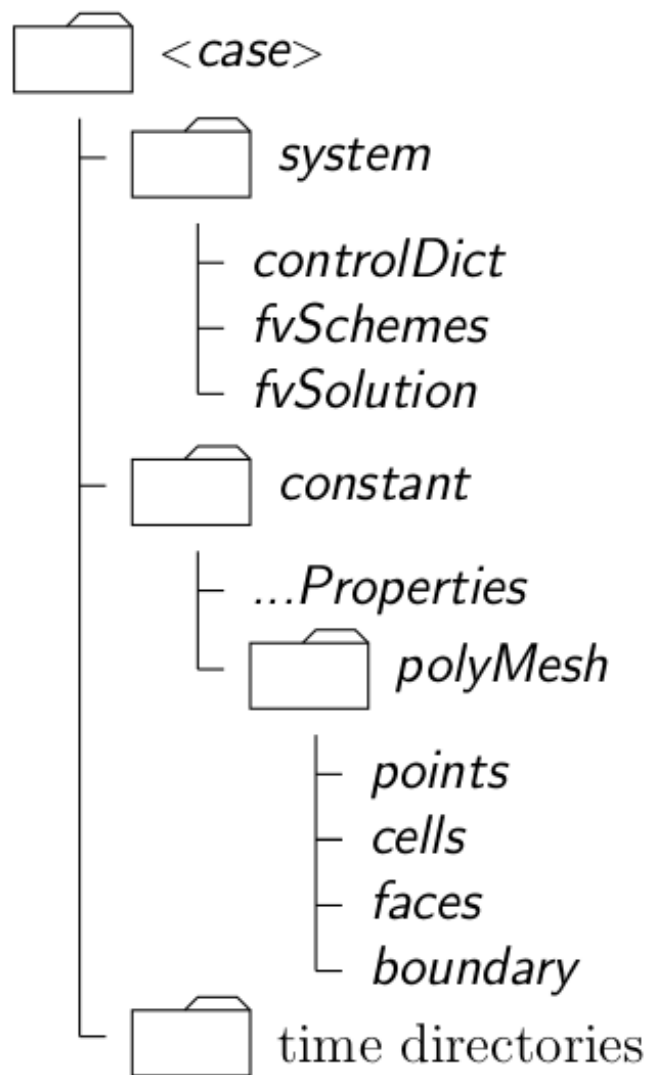 <case>
system
controlDict
fvSchemes
fvSolution
constant
...Properties
polyMesh
points
cells
faces
boundary
time directories